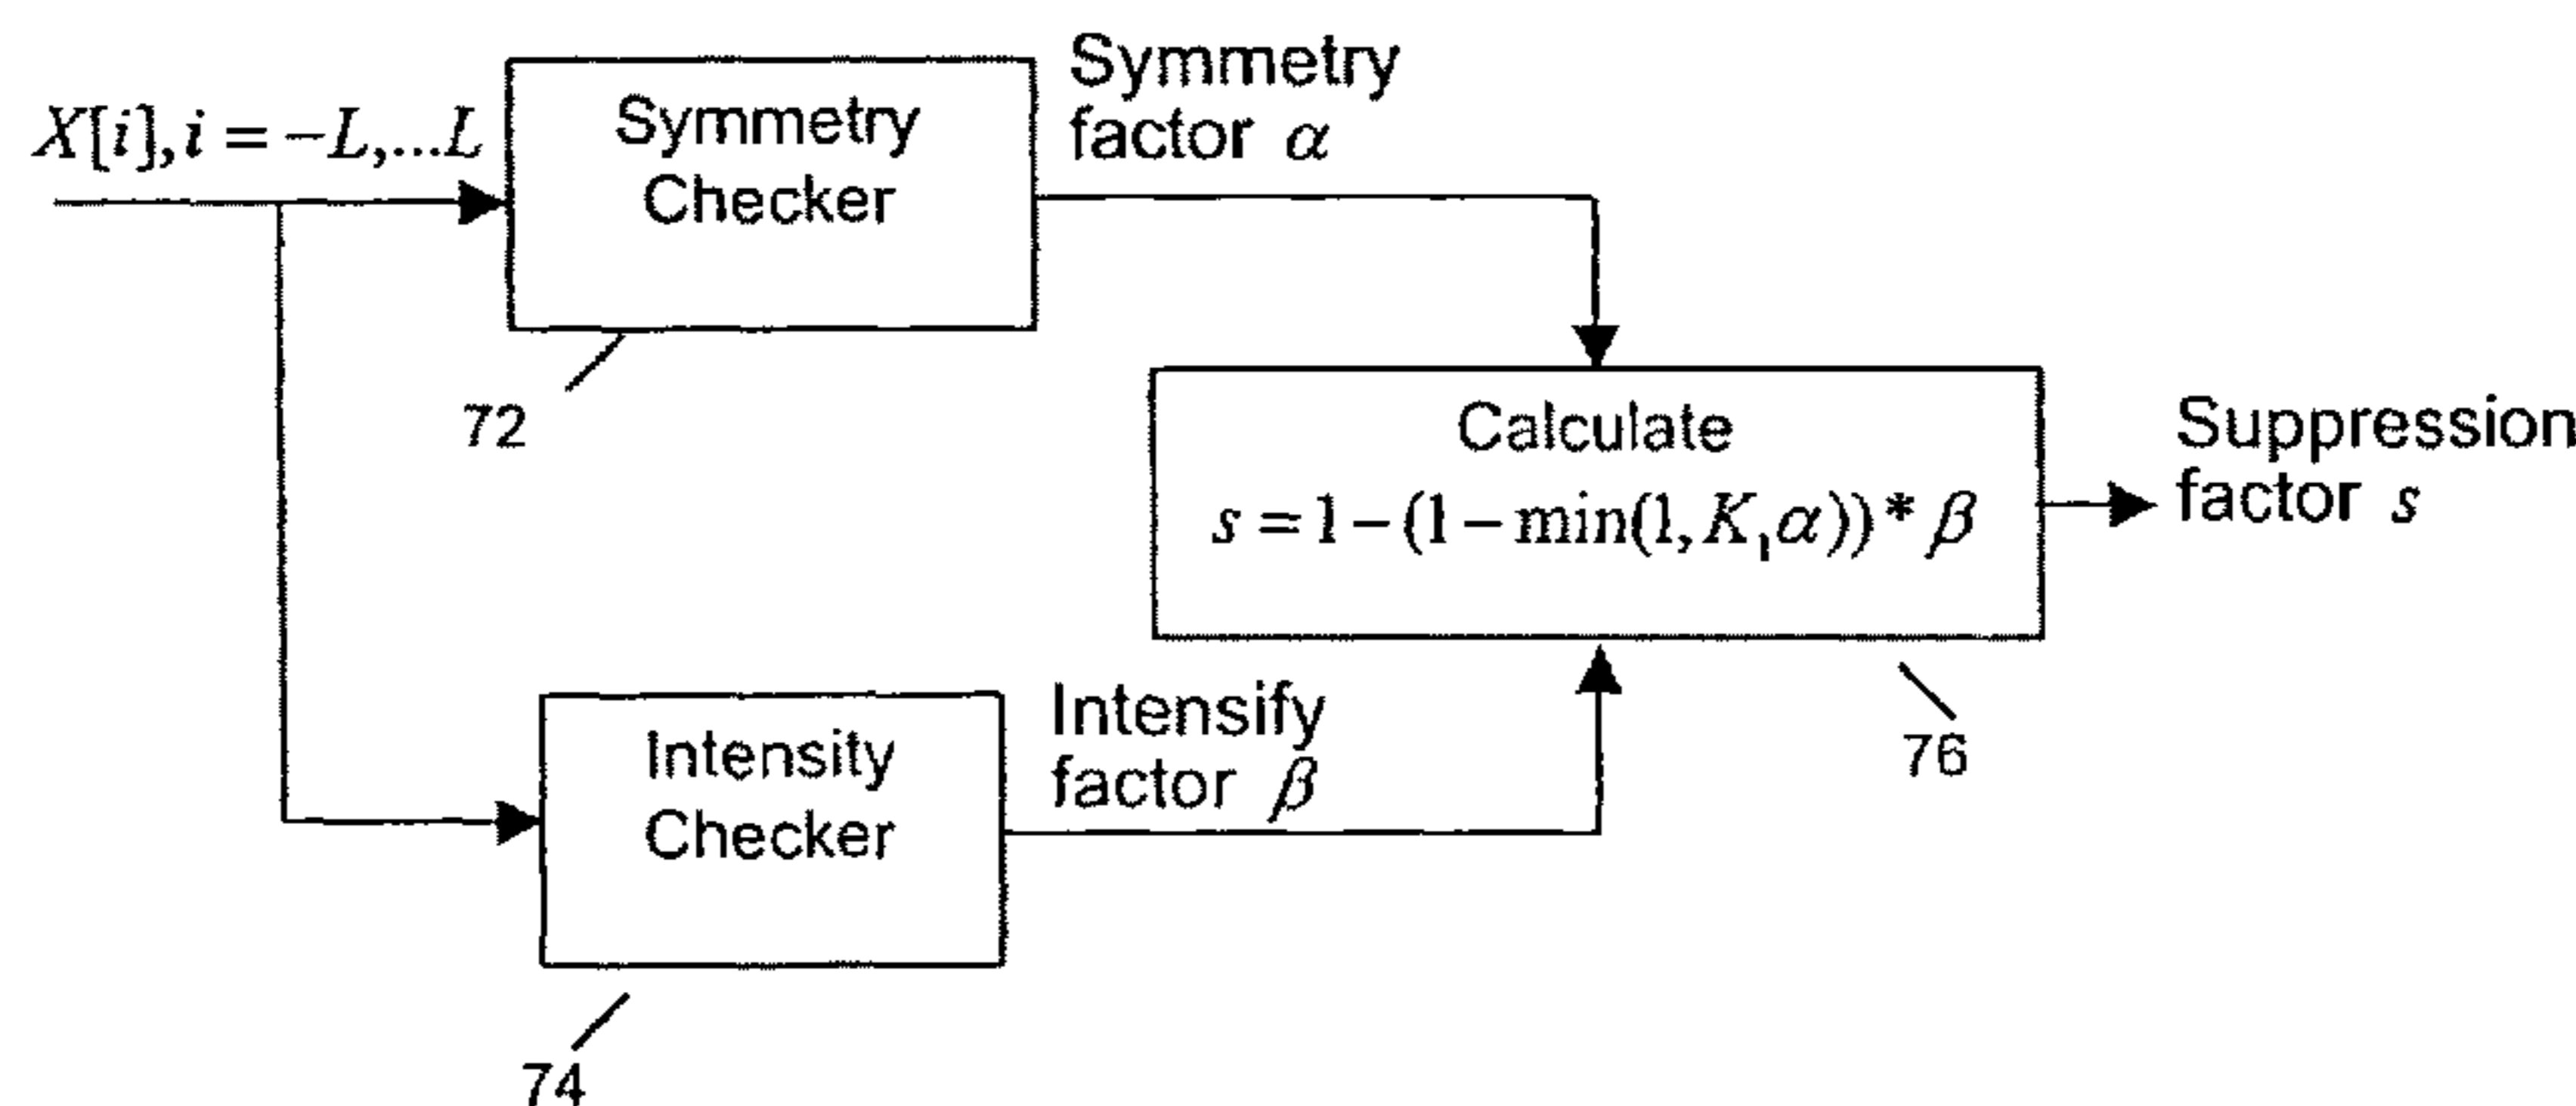 X[i], i = −L,...L
Symmetry
Checker
72
Symmetry
factor α
Calculate
s = 1 − (1 − min(1, K₁α)) * β
76
Suppression
factor s
Intensity
Checker
74
Intensify
factor β